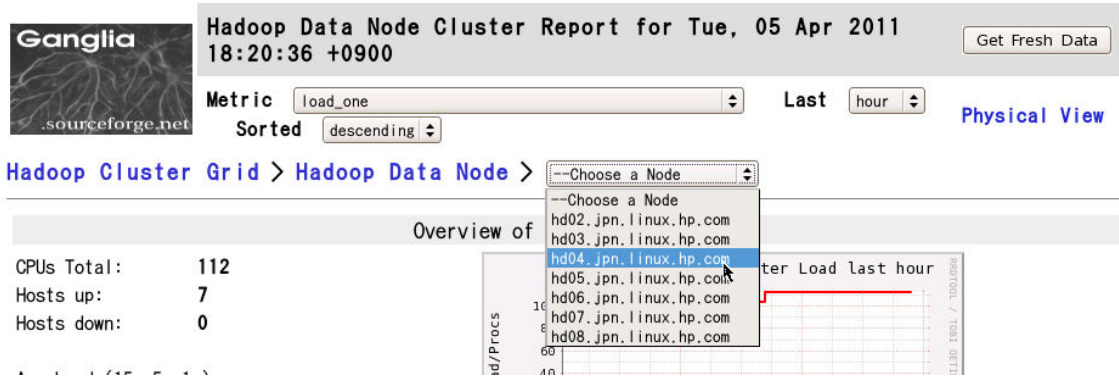 Ganglia
.sourceforge.net
Hadoop Data Node Cluster Report for Tue, 05 Apr 2011
18:20:36 +0900
Get Fresh Data
Metric load_one Last hour
Sorted descending
Physical View
Hadoop Cluster Grid > Hadoop Data Node > --Choose a Node
--Choose a Node
hd02.jpn.linux.hp.com
hd03.jpn.linux.hp.com
hd04.jpn.linux.hp.com
hd05.jpn.linux.hp.com
hd06.jpn.linux.hp.com
hd07.jpn.linux.hp.com
hd08.jpn.linux.hp.com
Overview of
CPUs Total: 112
Hosts up: 7
Hosts down: 0
Load last hour
60
40
RRDTOOL / TOBI